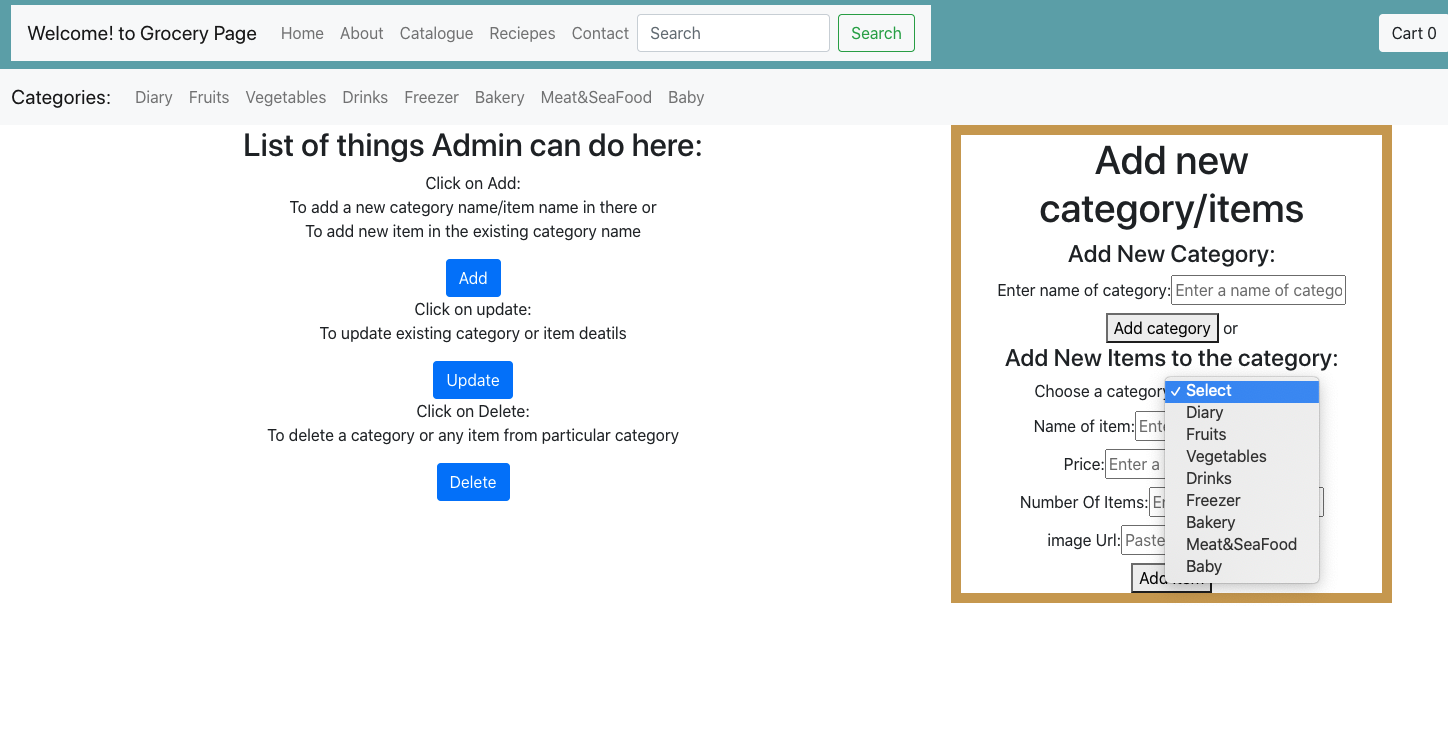 Welcome! to Grocery Page Home About Catalogue Reciepes Contact Search Search Cart 0
Categories: Diary Fruits Vegetables Drinks Freezer Bakery Meat&SeaFood Baby
List of things Admin can do here:
Click on Add:
To add a new category name/item name in there or
To add new item in the existing category name
Add
Click on update:
To update existing category or item deatils
Update
Click on Delete:
To delete a category or any item from particular category
Delete
Add new
category/items
Add New Category:
Enter name of category: Enter a name of catego
Add category or
Add New Items to the category:
Choose a category
✓ Select
Diary
Fruits
Vegetables
Drinks
Freezer
Bakery
Meat&SeaFood
Baby
Name of item:
Price: Enter a
Number Of Items:
image Url: Paste
Add